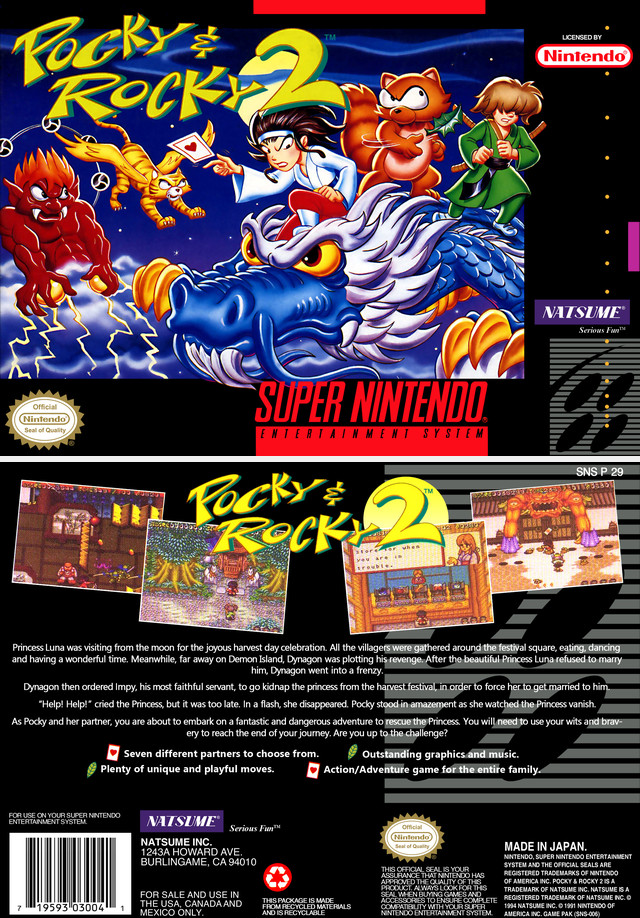 POCKY &
ROCKY 2™
LICENSED BY
Nintendo®
NATSUME®
Serious Fun™
Official
Nintendo
Seal of Quality
SUPER NINTENDO®
ENTERTAINMENT SYSTEM
SNS P 29
POCKY &
ROCKY 2™
when
you are in
trouble.
Princess Luna was visiting from the moon for the joyous harvest day celebration. All the villagers were gathered around the festival square, eating, dancing
and having a wonderful time. Meanwhile, far away on Demon Island, Dynagon was plotting his revenge. After the beautiful Princess Luna refused to marry
him, Dynagon went into a frenzy.
Dynagon then ordered Impy, his most faithful servant, to go kidnap the princess from the harvest festival, in order to force her to get married to him.
"Help! Help!" cried the Princess, but it was too late. In a flash, she disappeared. Pocky stood in amazement as she watched the Princess vanish.
As Pocky and her partner, you are about to embark on a fantastic and dangerous adventure to rescue the Princess. You will need to use your wits and brav-
ery to reach the end of your journey. Are you up to the challenge?
Seven different partners to choose from.
Outstanding graphics and music.
Plenty of unique and playful moves.
Action/Adventure game for the entire family.
FOR USE ON YOUR SUPER NINTENDO
ENTERTAINMENT SYSTEM.
7 19593 03004 1
NATSUME®
Serious Fun™
NATSUME INC.
1243A HOWARD AVE.
BURLINGAME, CA 94010
FOR SALE AND USE IN
THE USA, CANADA AND
MEXICO ONLY.
THIS PACKAGE IS MADE
FROM RECYCLED MATERIALS
AND IS RECYCLABLE
Official
Nintendo
Seal of Quality
THIS OFFICIAL SEAL IS YOUR
ASSURANCE THAT NINTENDO HAS
APPROVED THE QUALITY OF THIS
PRODUCT. ALWAYS LOOK FOR THIS
SEAL WHEN BUYING GAMES AND
ACCESSORIES TO ENSURE COMPLETE
COMPATIBILITY WITH YOUR SUPER
NINTENDO ENTERTAINMENT SYSTEM.
MADE IN JAPAN.
NINTENDO, SUPER NINTENDO ENTERTAINMENT
SYSTEM AND THE OFFICIAL SEALS ARE
REGISTERED TRADEMARKS OF NINTENDO
OF AMERICA INC. POCKY & ROCKY 2 IS A
TRADEMARK OF NATSUME INC. NATSUME IS A
REGISTERED TRADEMARK OF NATSUME INC. ©
1994 NATSUME INC. © 1991 NINTENDO OF
AMERICA INC. GAME PAK (SNS-006)